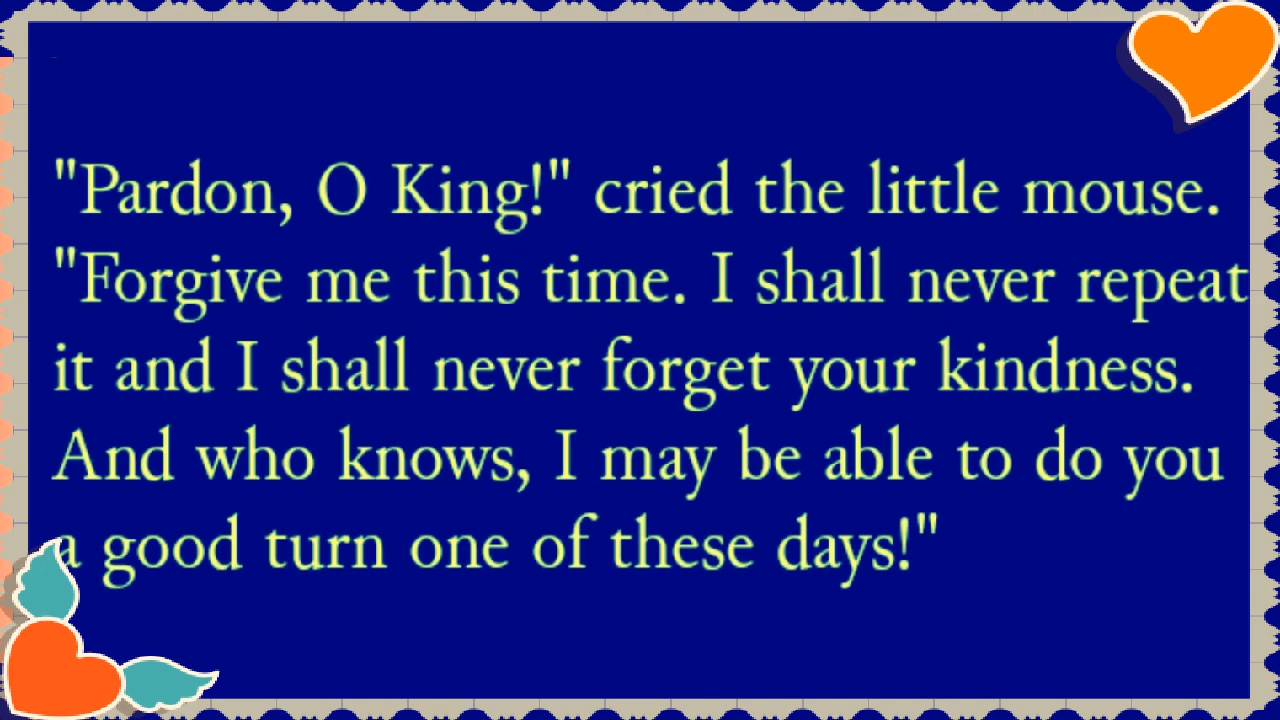 "Pardon, O King!" cried the little mouse.
"Forgive me this time. I shall never repeat
it and I shall never forget your kindness.
And who knows, I may be able to do you
a good turn one of these days!"